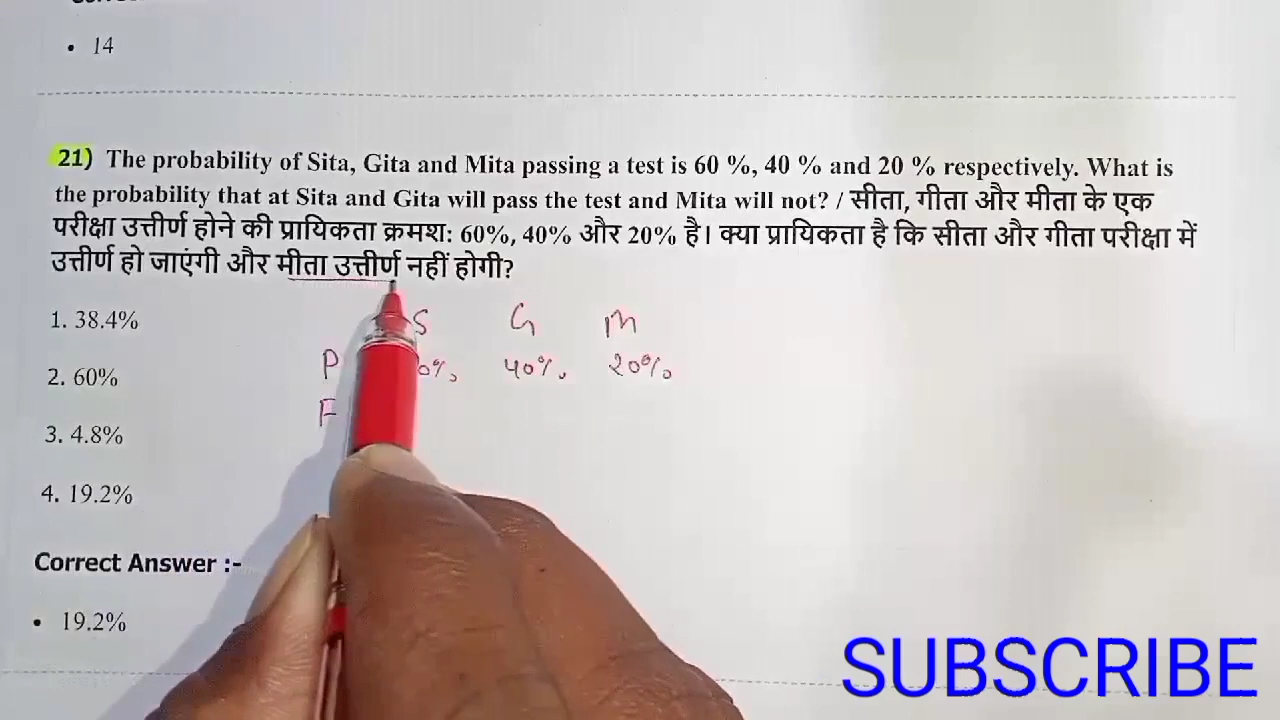 • 14
21) The probability of Sita, Gita and Mita passing a test is 60 %, 40 % and 20 % respectively. What is
the probability that at Sita and Gita will pass the test and Mita will not? / सीता, गीता और मीता के एक
परीक्षा उत्तीर्ण होने की प्रायिकता क्रमश: 60%, 40% और 20% है। क्या प्रायिकता है कि सीता और गीता परीक्षा में
उत्तीर्ण हो जाएंगी और मीता उत्तीर्ण नहीं होगी?
1. 38.4%
S G M
P 0% 40% 20%
2. 60%
F
3. 4.8%
4. 19.2%
Correct Answer :-
• 19.2%
SUBSCRIBE